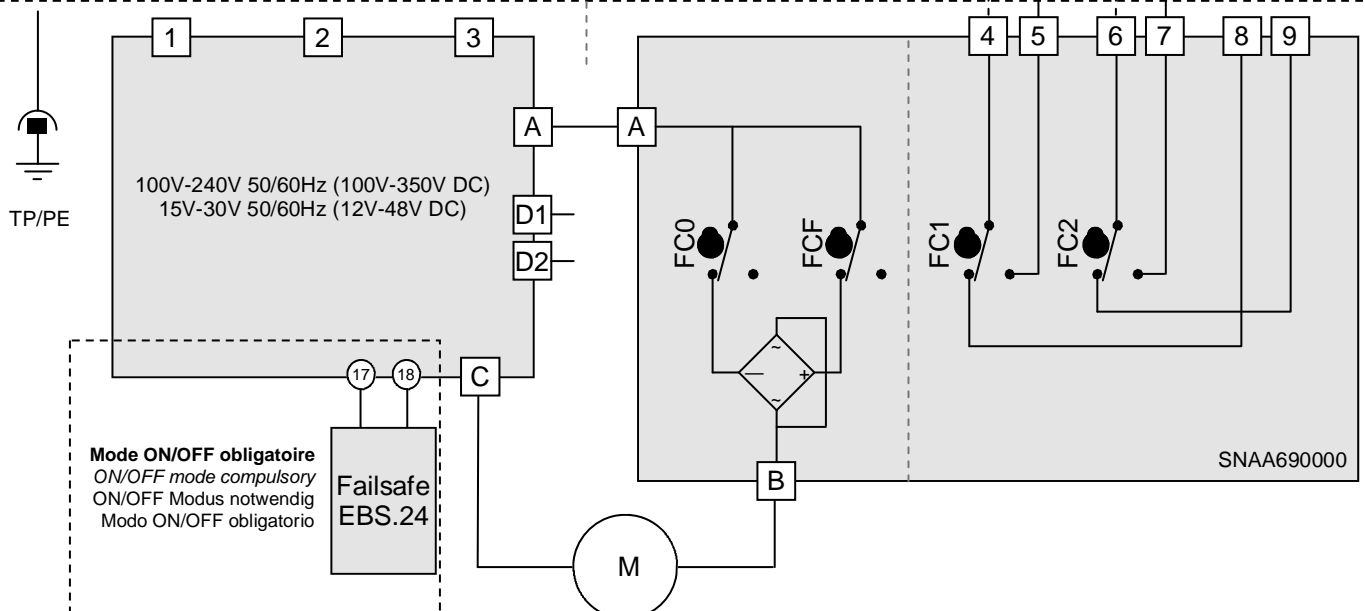 1 2 3 4 5 6 7 8 9
A A
TP/PE
100V-240V 50/60Hz (100V-350V DC)
15V-30V 50/60Hz (12V-48V DC)
D1
D2
FC0 FCF FC1 FC2
~
— +
~
17 18 C
Mode ON/OFF obligatoire
ON/OFF mode compulsory
ON/OFF Modus notwendig
Modo ON/OFF obligatorio
Failsafe
EBS.24
SNAA690000
B
M